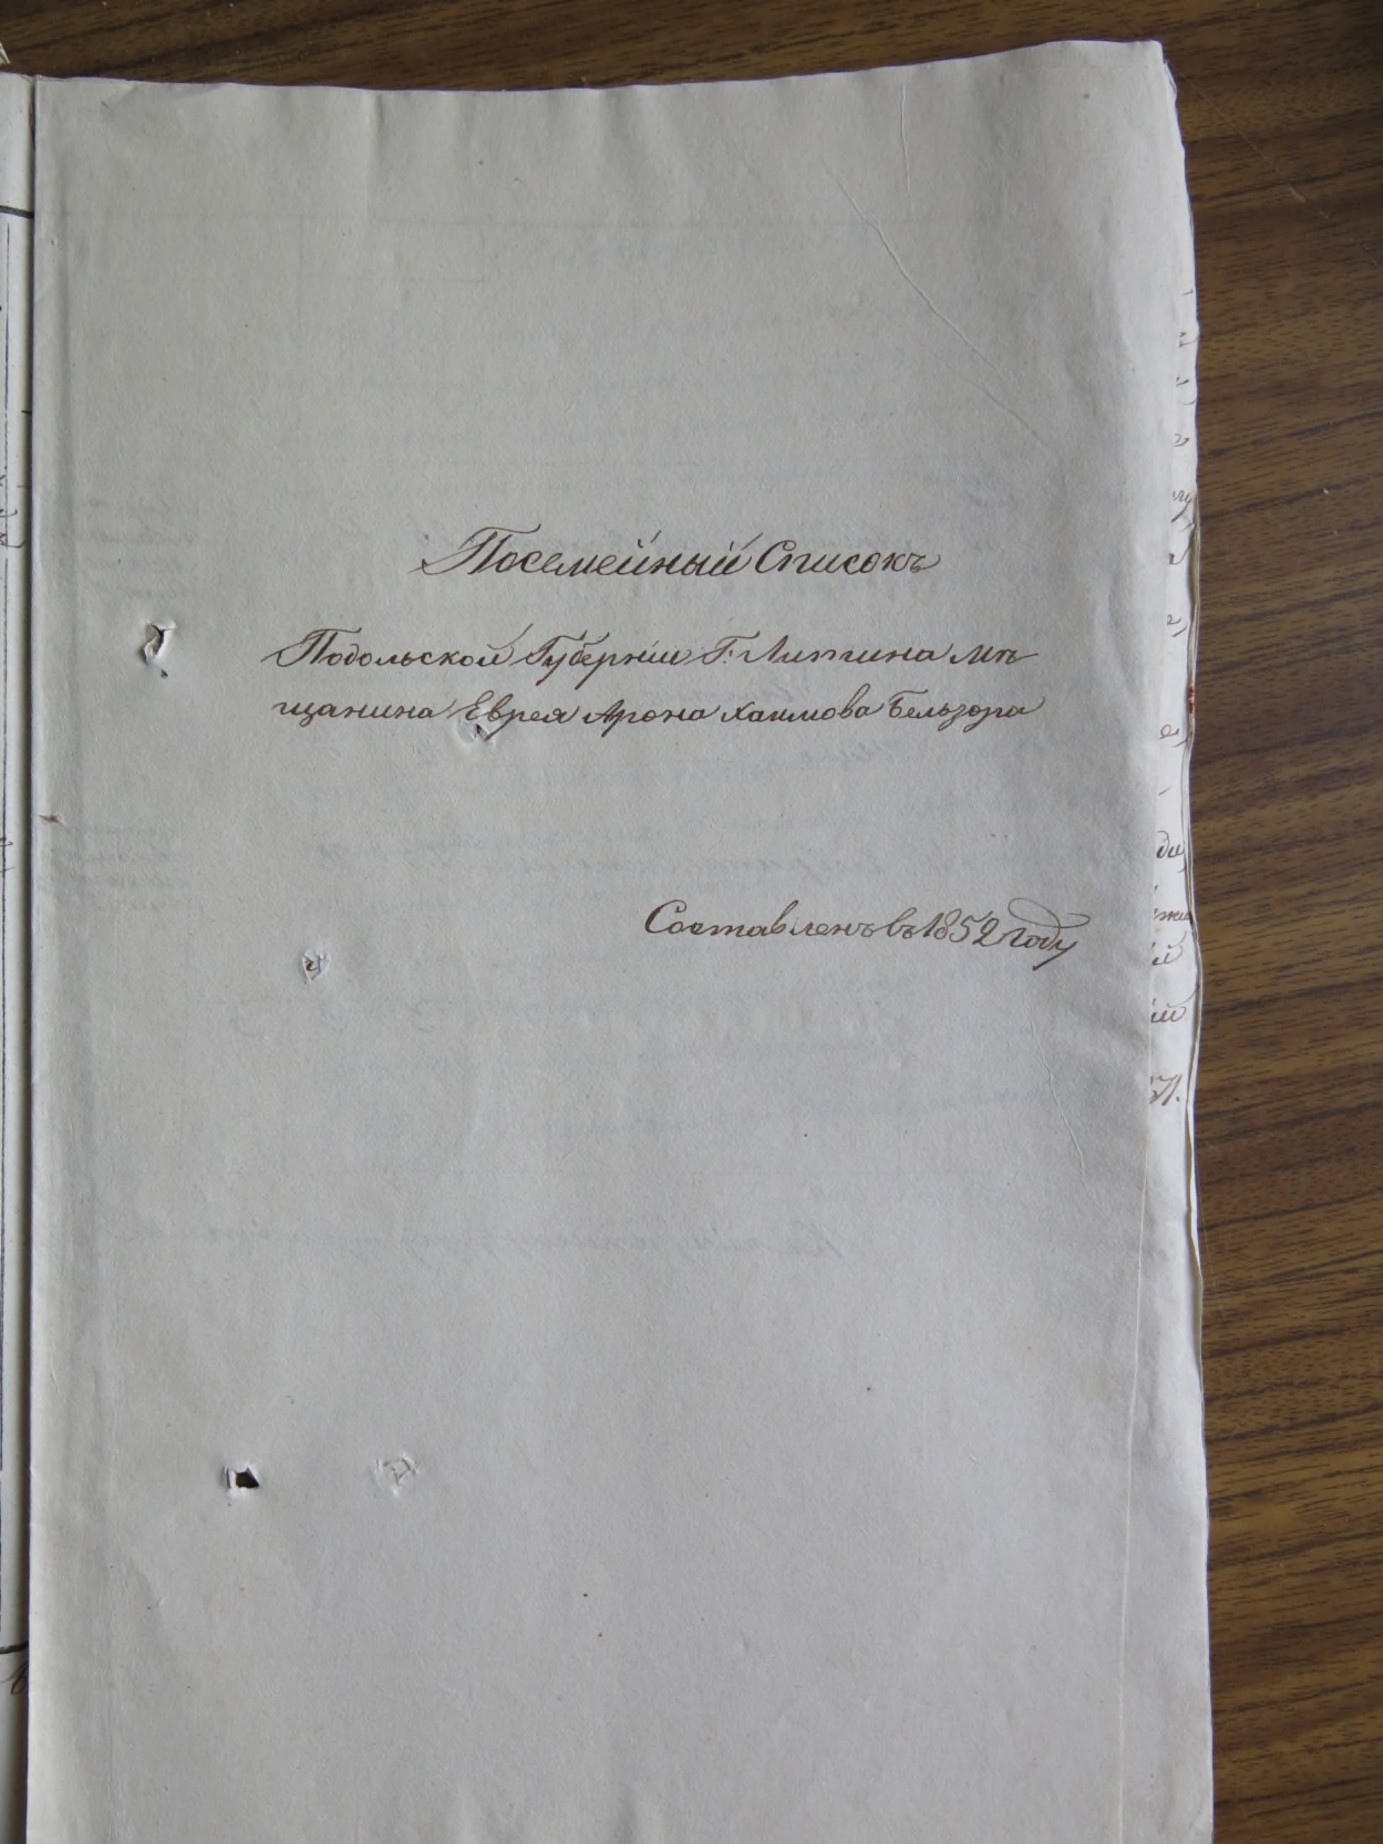 Посемейный Списокъ
Подольской Губерніи Г. Литина мѣ
щанина Еврея Арона Хаимова Бельзора
Составленъ въ 1852 году